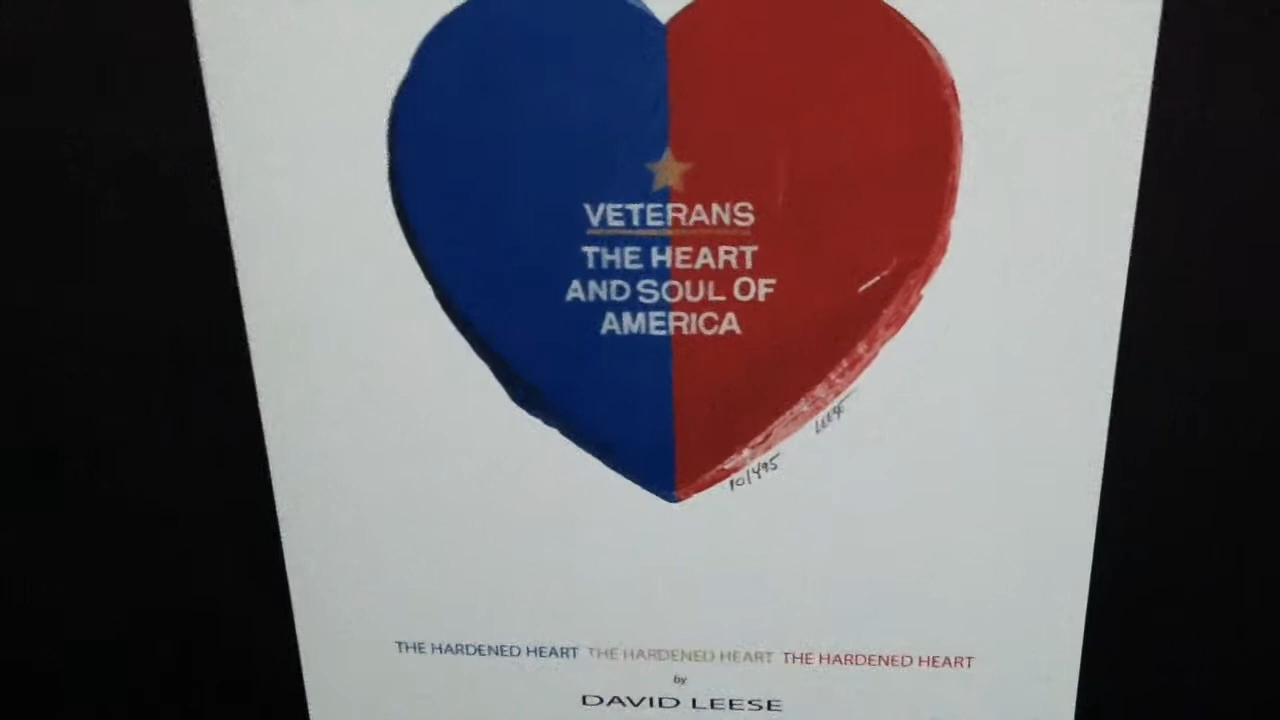 VETERANS
THE HEART
AND SOUL OF
AMERICA
LEESE
10/495
THE HARDENED HEART THE HARDENED HEART THE HARDENED HEART
by
DAVID LEESE